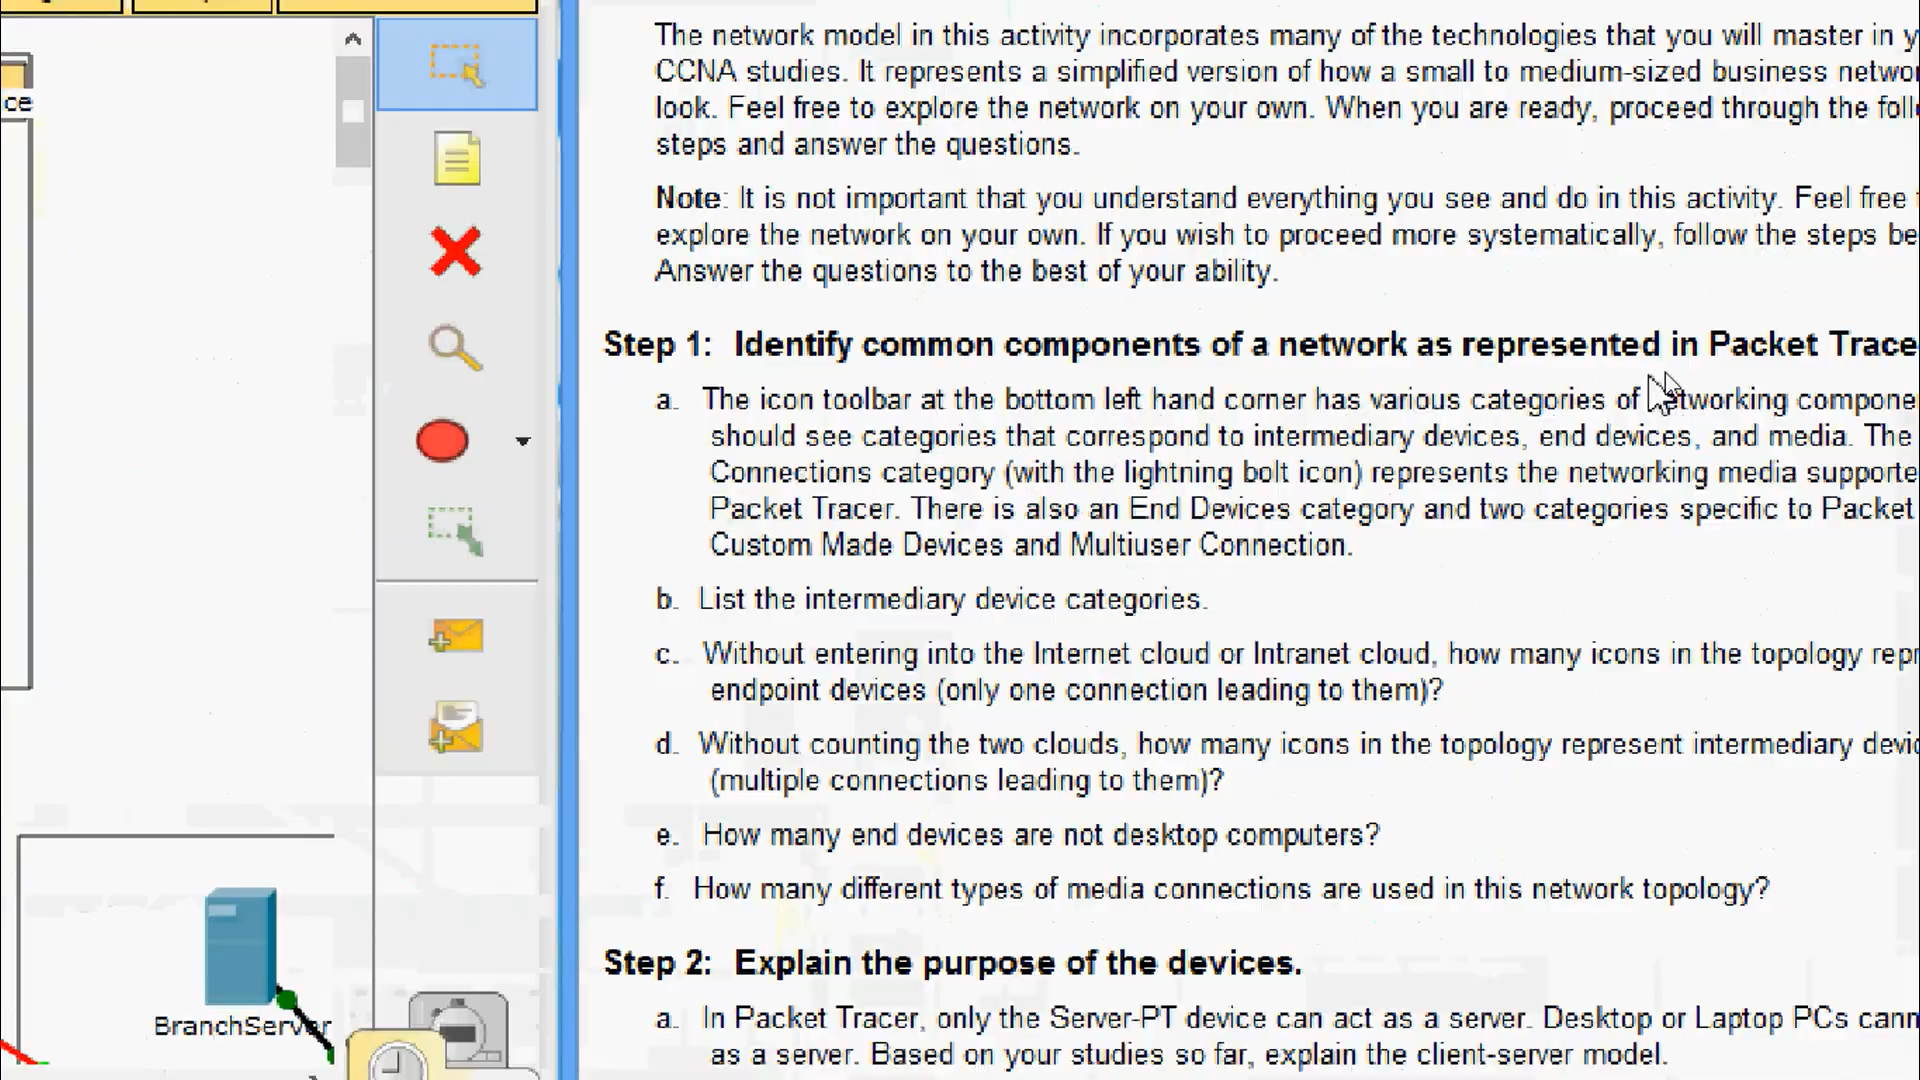 The network model in this activity incorporates many of the technologies that you will master in y
CCNA studies. It represents a simplified version of how a small to medium-sized business networ
look. Feel free to explore the network on your own. When you are ready, proceed through the foll
steps and answer the questions.
Note: It is not important that you understand everything you see and do in this activity. Feel free t
explore the network on your own. If you wish to proceed more systematically, follow the steps be
Answer the questions to the best of your ability.
Step 1: Identify common components of a network as represented in Packet Trace
a. The icon toolbar at the bottom left hand corner has various categories of networking compone
should see categories that correspond to intermediary devices, end devices, and media. The
Connections category (with the lightning bolt icon) represents the networking media supporte
Packet Tracer. There is also an End Devices category and two categories specific to Packet
Custom Made Devices and Multiuser Connection.
b. List the intermediary device categories.
c. Without entering into the Internet cloud or Intranet cloud, how many icons in the topology repr
endpoint devices (only one connection leading to them)?
d. Without counting the two clouds, how many icons in the topology represent intermediary devic
(multiple connections leading to them)?
e. How many end devices are not desktop computers?
f. How many different types of media connections are used in this network topology?
Step 2: Explain the purpose of the devices.
a. In Packet Tracer, only the Server-PT device can act as a server. Desktop or Laptop PCs cann
as a server. Based on your studies so far, explain the client-server model.
ce
BranchServer